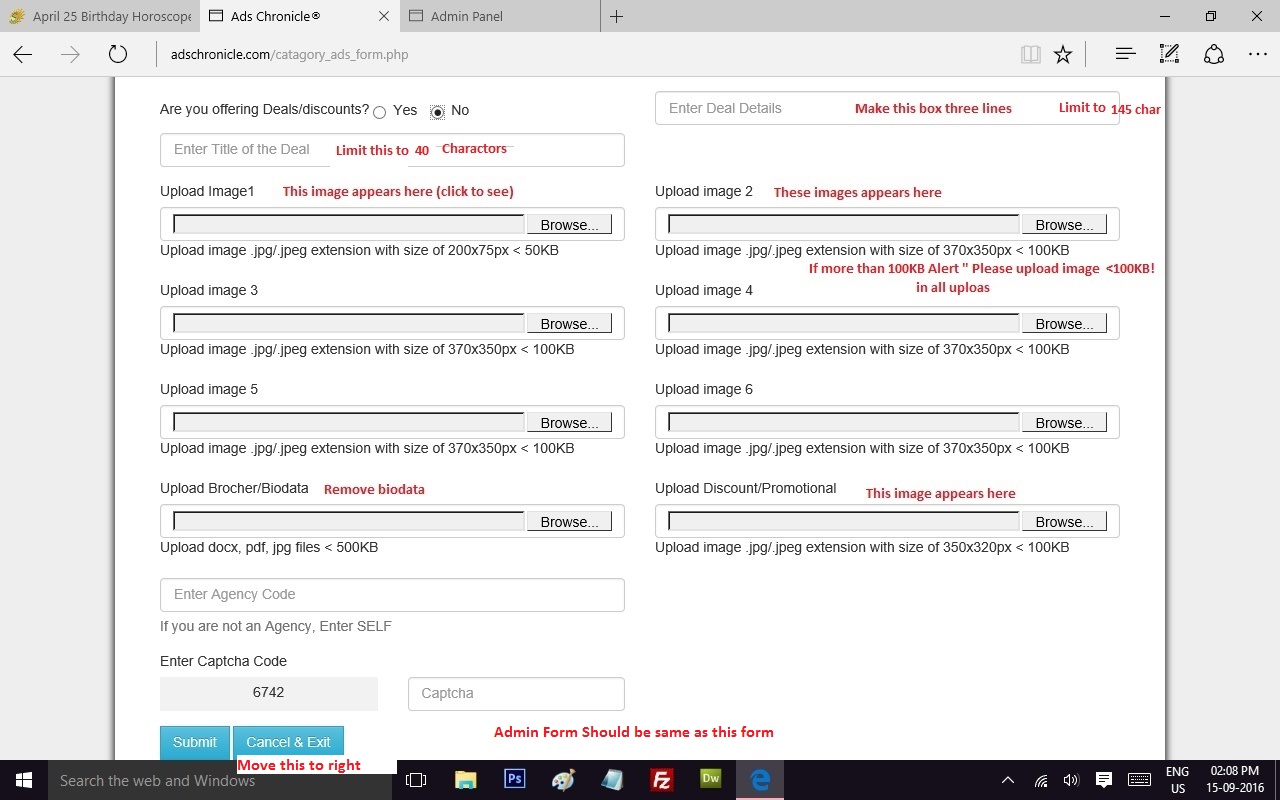 April 25 Birthday Horoscope
Ads Chronicle®
Admin Panel
adschronicle.com/catagory_ads_form.php
Are you offering Deals/discounts? Yes No
Enter Deal Details Make this box three lines Limit to 145 char
Enter Title of the Deal Limit this to 40 Charactors
Upload Image1 This image appears here (click to see)
Upload image 2 These images appears here
Browse...
Browse...
Upload image .jpg/.jpeg extension with size of 200x75px < 50KB
Upload image .jpg/.jpeg extension with size of 370x350px < 100KB
If more than 100KB Alert " Please upload image <100KB!
in all uploas
Upload image 3
Upload image 4
Browse...
Browse...
Upload image .jpg/.jpeg extension with size of 370x350px < 100KB
Upload image .jpg/.jpeg extension with size of 370x350px < 100KB
Upload image 5
Upload image 6
Browse...
Browse...
Upload image .jpg/.jpeg extension with size of 370x350px < 100KB
Upload image .jpg/.jpeg extension with size of 370x350px < 100KB
Upload Brocher/Biodata Remove biodata
Upload Discount/Promotional This image appears here
Browse...
Browse...
Upload docx, pdf, jpg files < 500KB
Upload image .jpg/.jpeg extension with size of 350x320px < 100KB
Enter Agency Code
If you are not an Agency, Enter SELF
Enter Captcha Code
6742
Captcha
Submit
Cancel & Exit
Admin Form Should be same as this form
Move this to right
Search the web and Windows
Ps
Fz
Dw
ENG
US
02:08 PM
15-09-2016